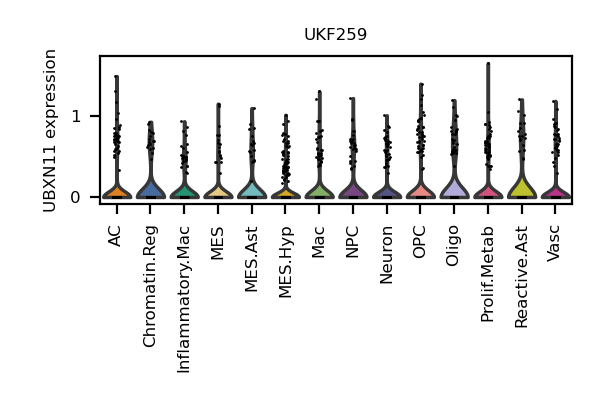 UKF259
UBXN11 expression
1
0
AC
Chromatin.Reg
Inflammatory.Mac
MES
MES.Ast
MES.Hyp
Mac
NPC
Neuron
OPC
Oligo
Prolif.Metab
Reactive.Ast
Vasc